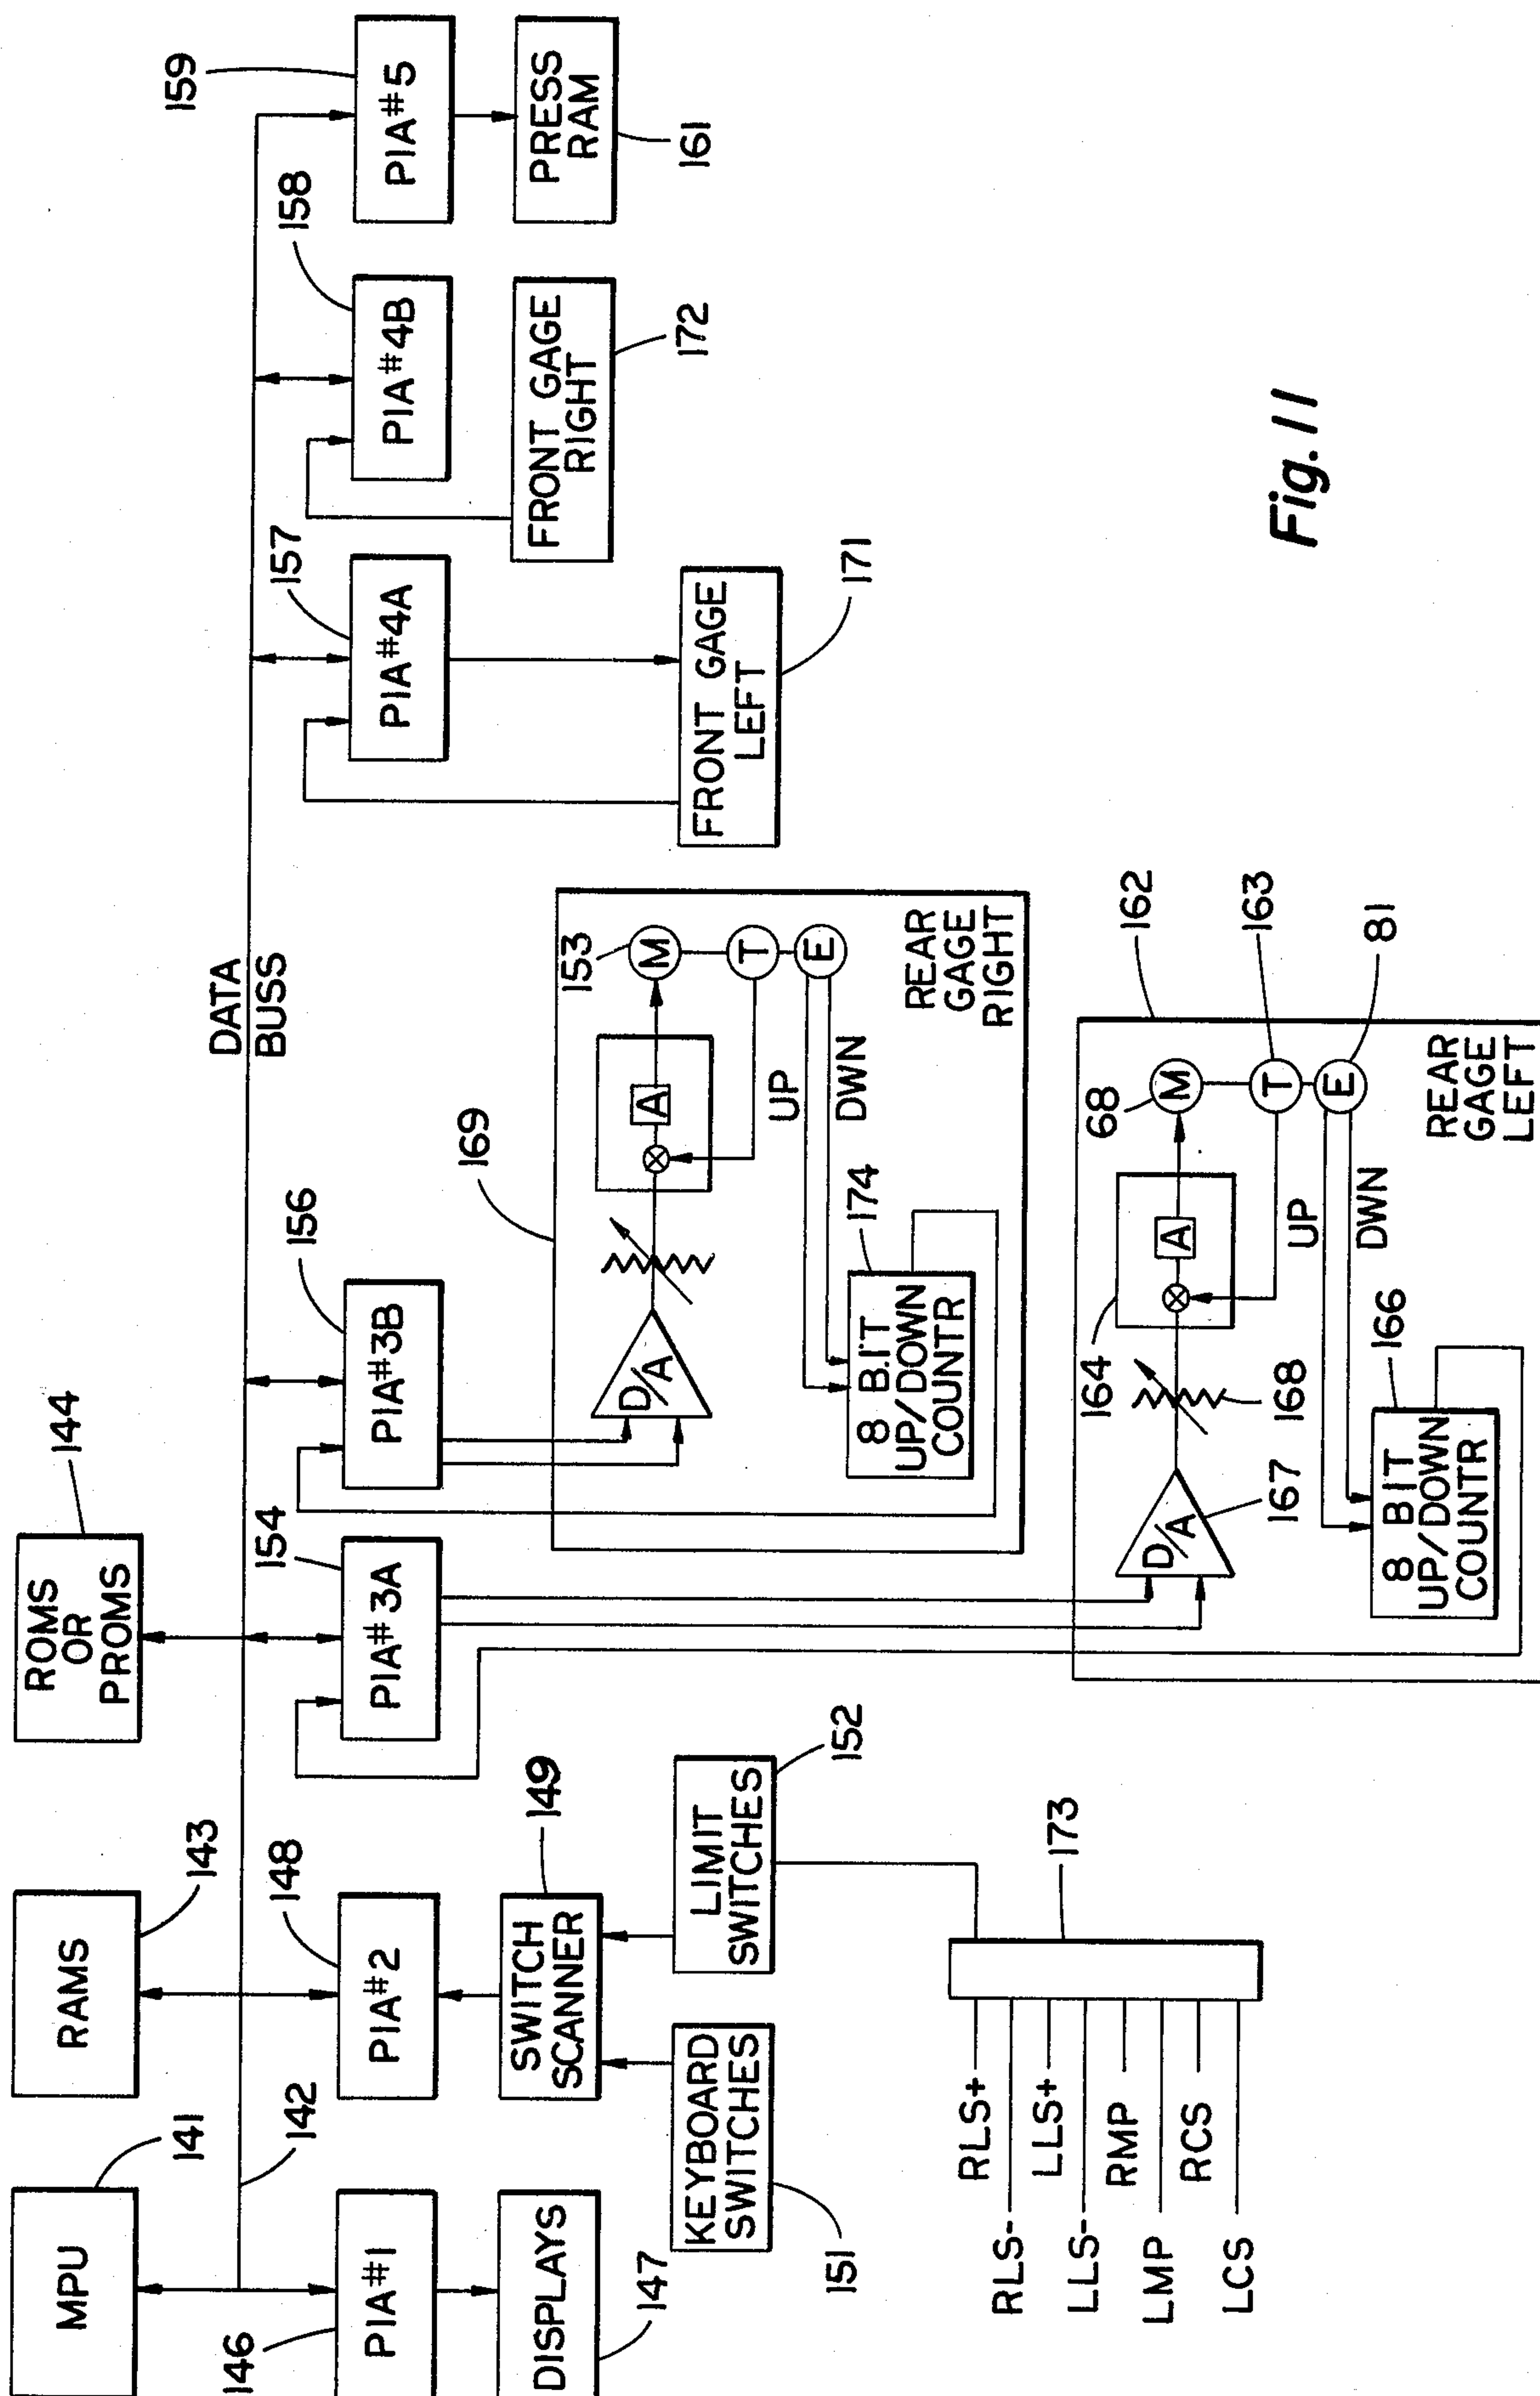 MPU
141
RAMS
143
ROMS
OR
PROMS
144
142
DATA
BUSS
146
PIA#1
148
PIA#2
154
PIA#3A
156
PIA#3B
157
PIA#4A
158
PIA#4B
159
PIA#5
DISPLAYS
147
SWITCH
SCANNER
149
KEYBOARD
SWITCHES
151
LIMIT
SWITCHES
152
169
D/A
A
153
M
T
E
UP
DWN
174
8 BIT
UP/DOWN
COUNTR
REAR
GAGE
RIGHT
FRONT GAGE
LEFT
171
FRONT GAGE
RIGHT
172
PRESS
RAM
161
173
RLS+
RLS-
LLS+
LLS-
RMP
LMP
RCS
LCS
162
164
D/A
167
168
A
68
M
163
T
81
E
UP
DWN
166
8 BIT
UP/DOWN
COUNTR
REAR
GAGE
LEFT
Fig. 11